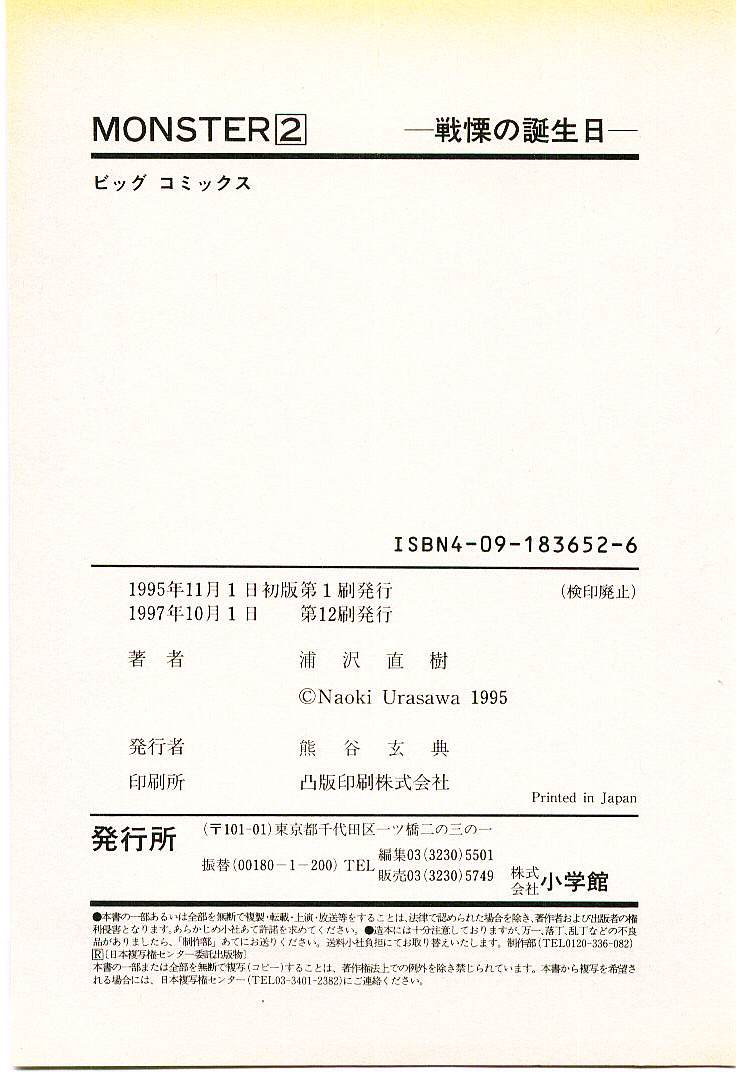 MONSTER2 —戦慄の誕生日—
ビッグ コミックス
ISBN4-09-183652-6
1995年11月1日初版第1刷発行 (検印廃止)
1997年10月1日 第12刷発行
著 者 浦 沢 直 樹
©Naoki Urasawa 1995
発行者 熊 谷 玄 典
印刷所 凸版印刷株式会社
Printed in Japan
発行所 (〒101-01)東京都千代田区一ツ橋二の三の一
振替(00180-1-200) TEL 編集03(3230)5501
販売03(3230)5749 株式会社 小学館
●本書の一部あるいは全部を無断で複製・転載・上演・放送等をすることは、法律で認められた場合を除き、著作者および出版者の権
利侵害となります。あらかじめ小社あて許諾を求めてください。●造本には十分注意しておりますが、万一、落丁、乱丁などの不良
品がありましたら、「制作部」あてにお送りください。送料小社負担にてお取り替えいたします。制作部(TEL0120-336-082)
R[日本複写権センター委託出版物]
本書の一部または全部を無断で複写(コピー)することは、著作権法上での例外を除き禁じられています。本書から複写を希望さ
れる場合には、日本複写権センター(TEL03-3401-2382)にご連絡ください。